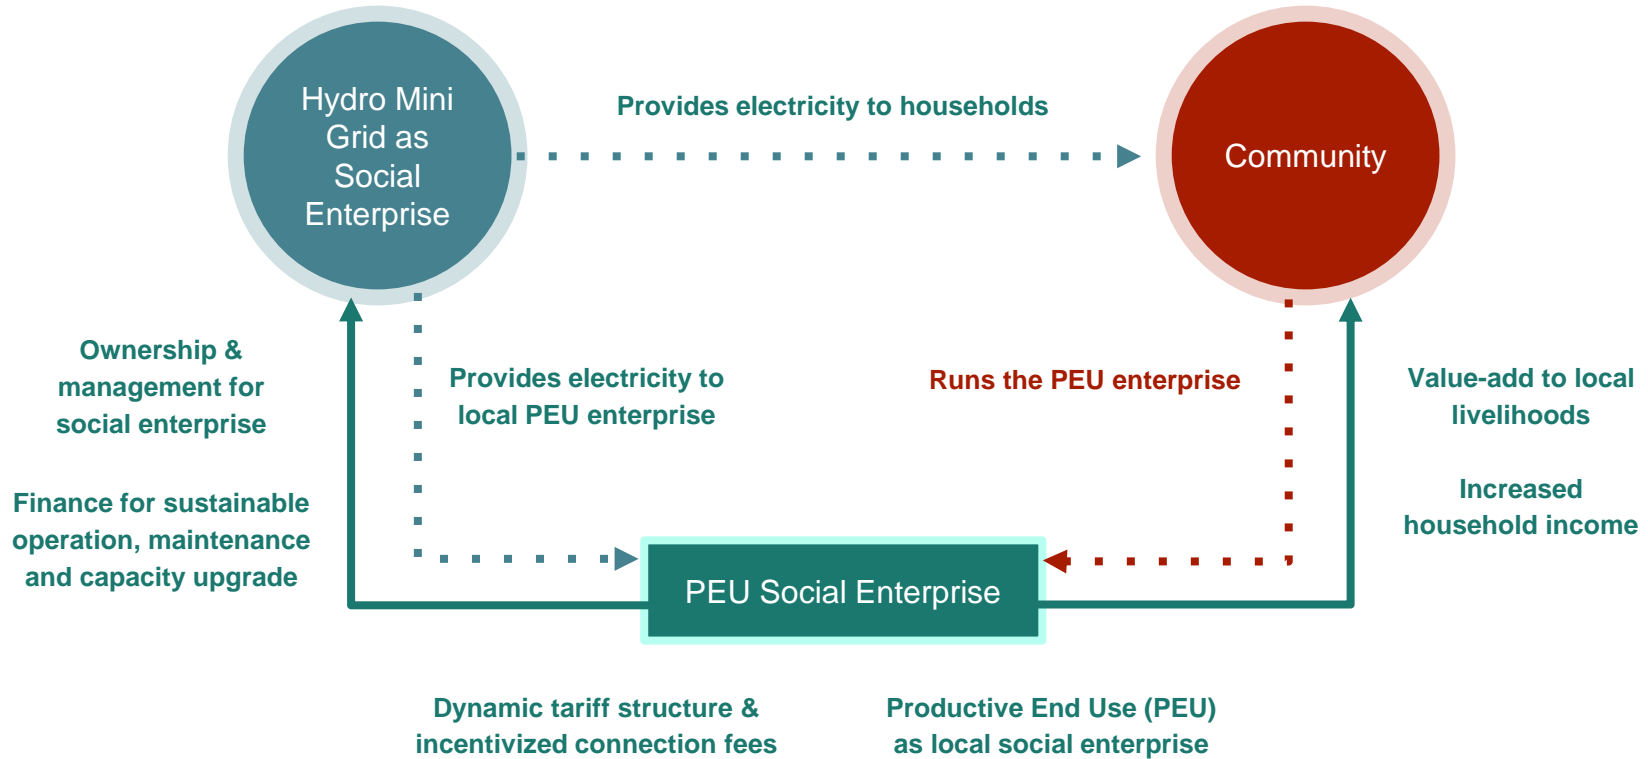 Hydro Mini
Grid as
Social
Enterprise
Provides electricity to households
Community
Ownership &
management for
social enterprise
Finance for sustainable
operation, maintenance
and capacity upgrade
Provides electricity to
local PEU enterprise
Runs the PEU enterprise
Value-add to local
livelihoods
Increased
household income
PEU Social Enterprise
Dynamic tariff structure &
incentivized connection fees
Productive End Use (PEU)
as local social enterprise